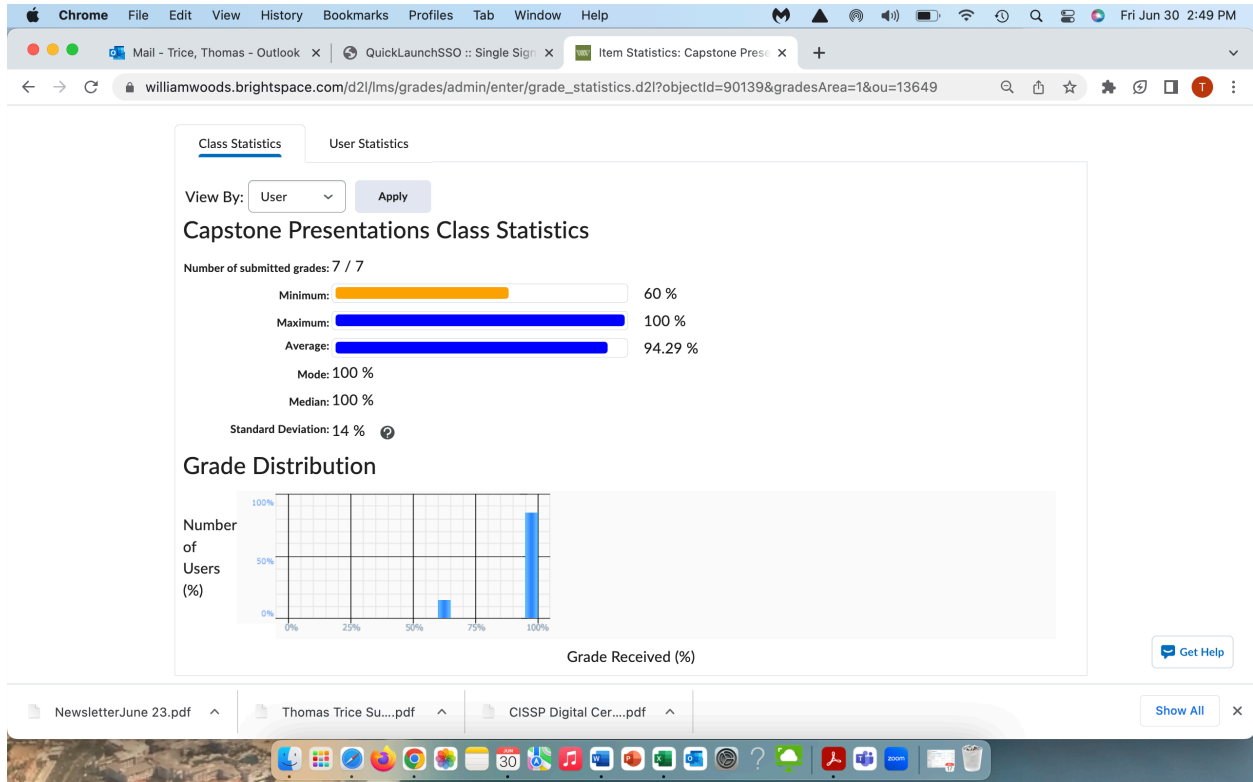 Chrome File Edit View History Bookmarks Profiles Tab Window Help Fri Jun 30 2:49 PM
Mail - Trice, Thomas - Outlook QuickLaunchSSO :: Single Sign Item Statistics: Capstone Prese
williamwoods.brightspace.com/d2l/lms/grades/admin/enter/grade_statistics.d2l?objectId=90139&gradesArea=1&ou=13649 T
Class Statistics User Statistics
View By: User Apply
Capstone Presentations Class Statistics
Number of submitted grades: 7 / 7
Minimum: 60 %
Maximum: 100 %
Average: 94.29 %
Mode: 100 %
Median: 100 %
Standard Deviation: 14 % ?
Grade Distribution
Number
of
Users
(%)
100%
50%
0%
0% 25% 50% 75% 100%
Grade Received (%)
Get Help
NewsletterJune 23.pdf Thomas Trice Su....pdf CISSP Digital Cer....pdf Show All
JUN
30
zoom
17